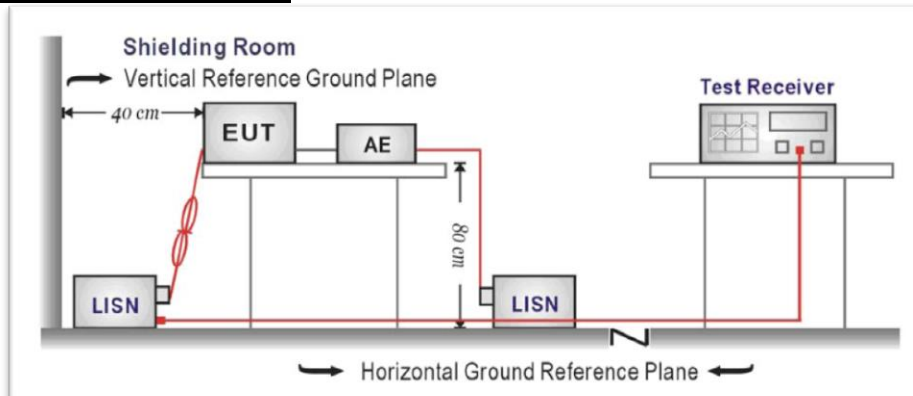 Shielding Room
Vertical Reference Ground Plane
40 cm
EUT
AE
Test Receiver
80 cm
LISN
LISN
Horizontal Ground Reference Plane